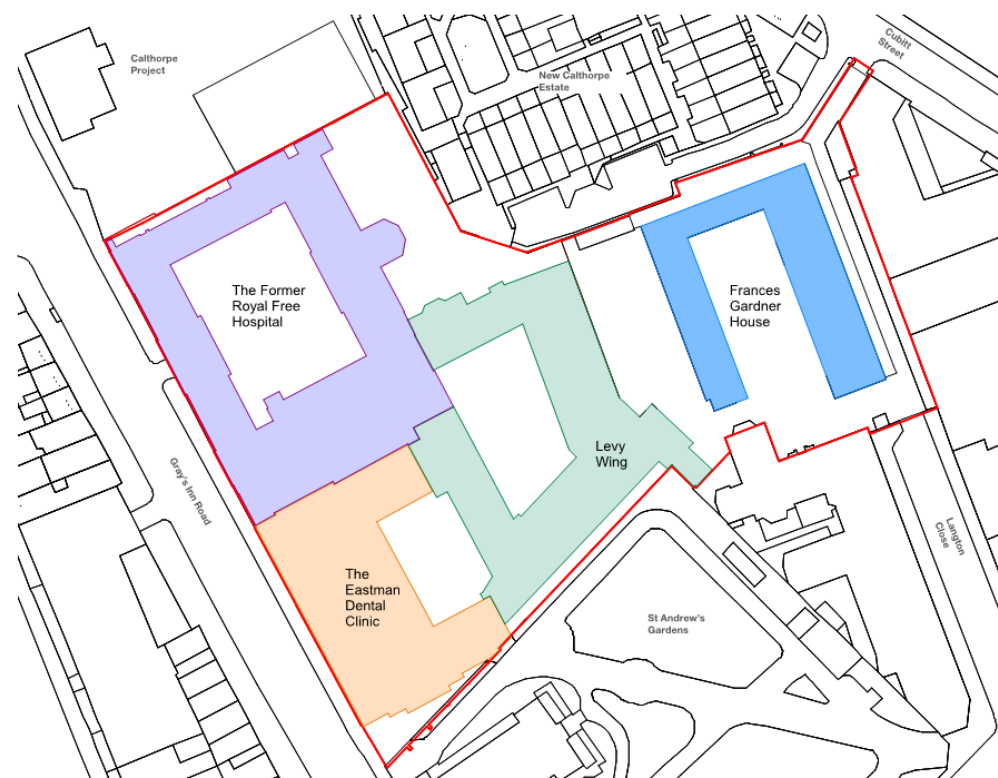 Calthorpe
Project
New Calthorpe
Estate
Cubitt
Street
The Former
Royal Free
Hospital
Frances
Gardner
House
Levy
Wing
Gray's Inn Road
The
Eastman
Dental
Clinic
Langton
Close
St Andrew's
Gardens